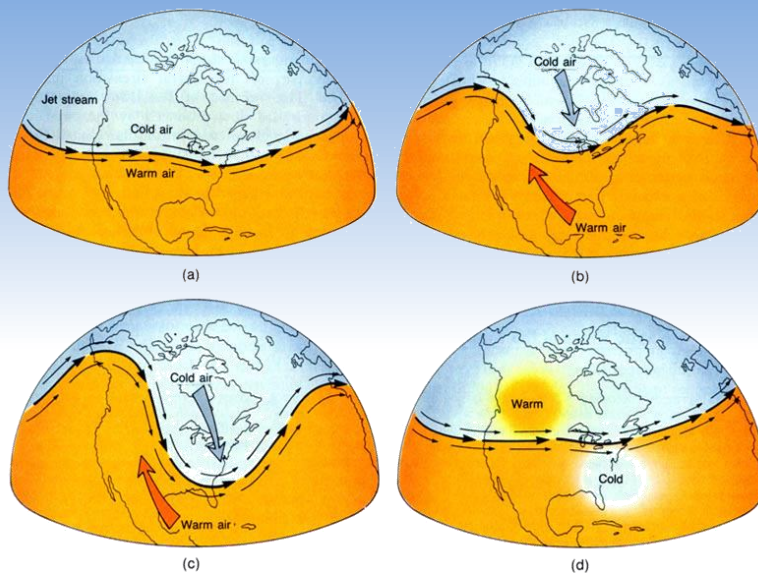 Jet stream
Cold air
Warm air
(a)
Cold air
Warm air
(b)
Cold air
Warm air
(c)
Warm
Cold
(d)